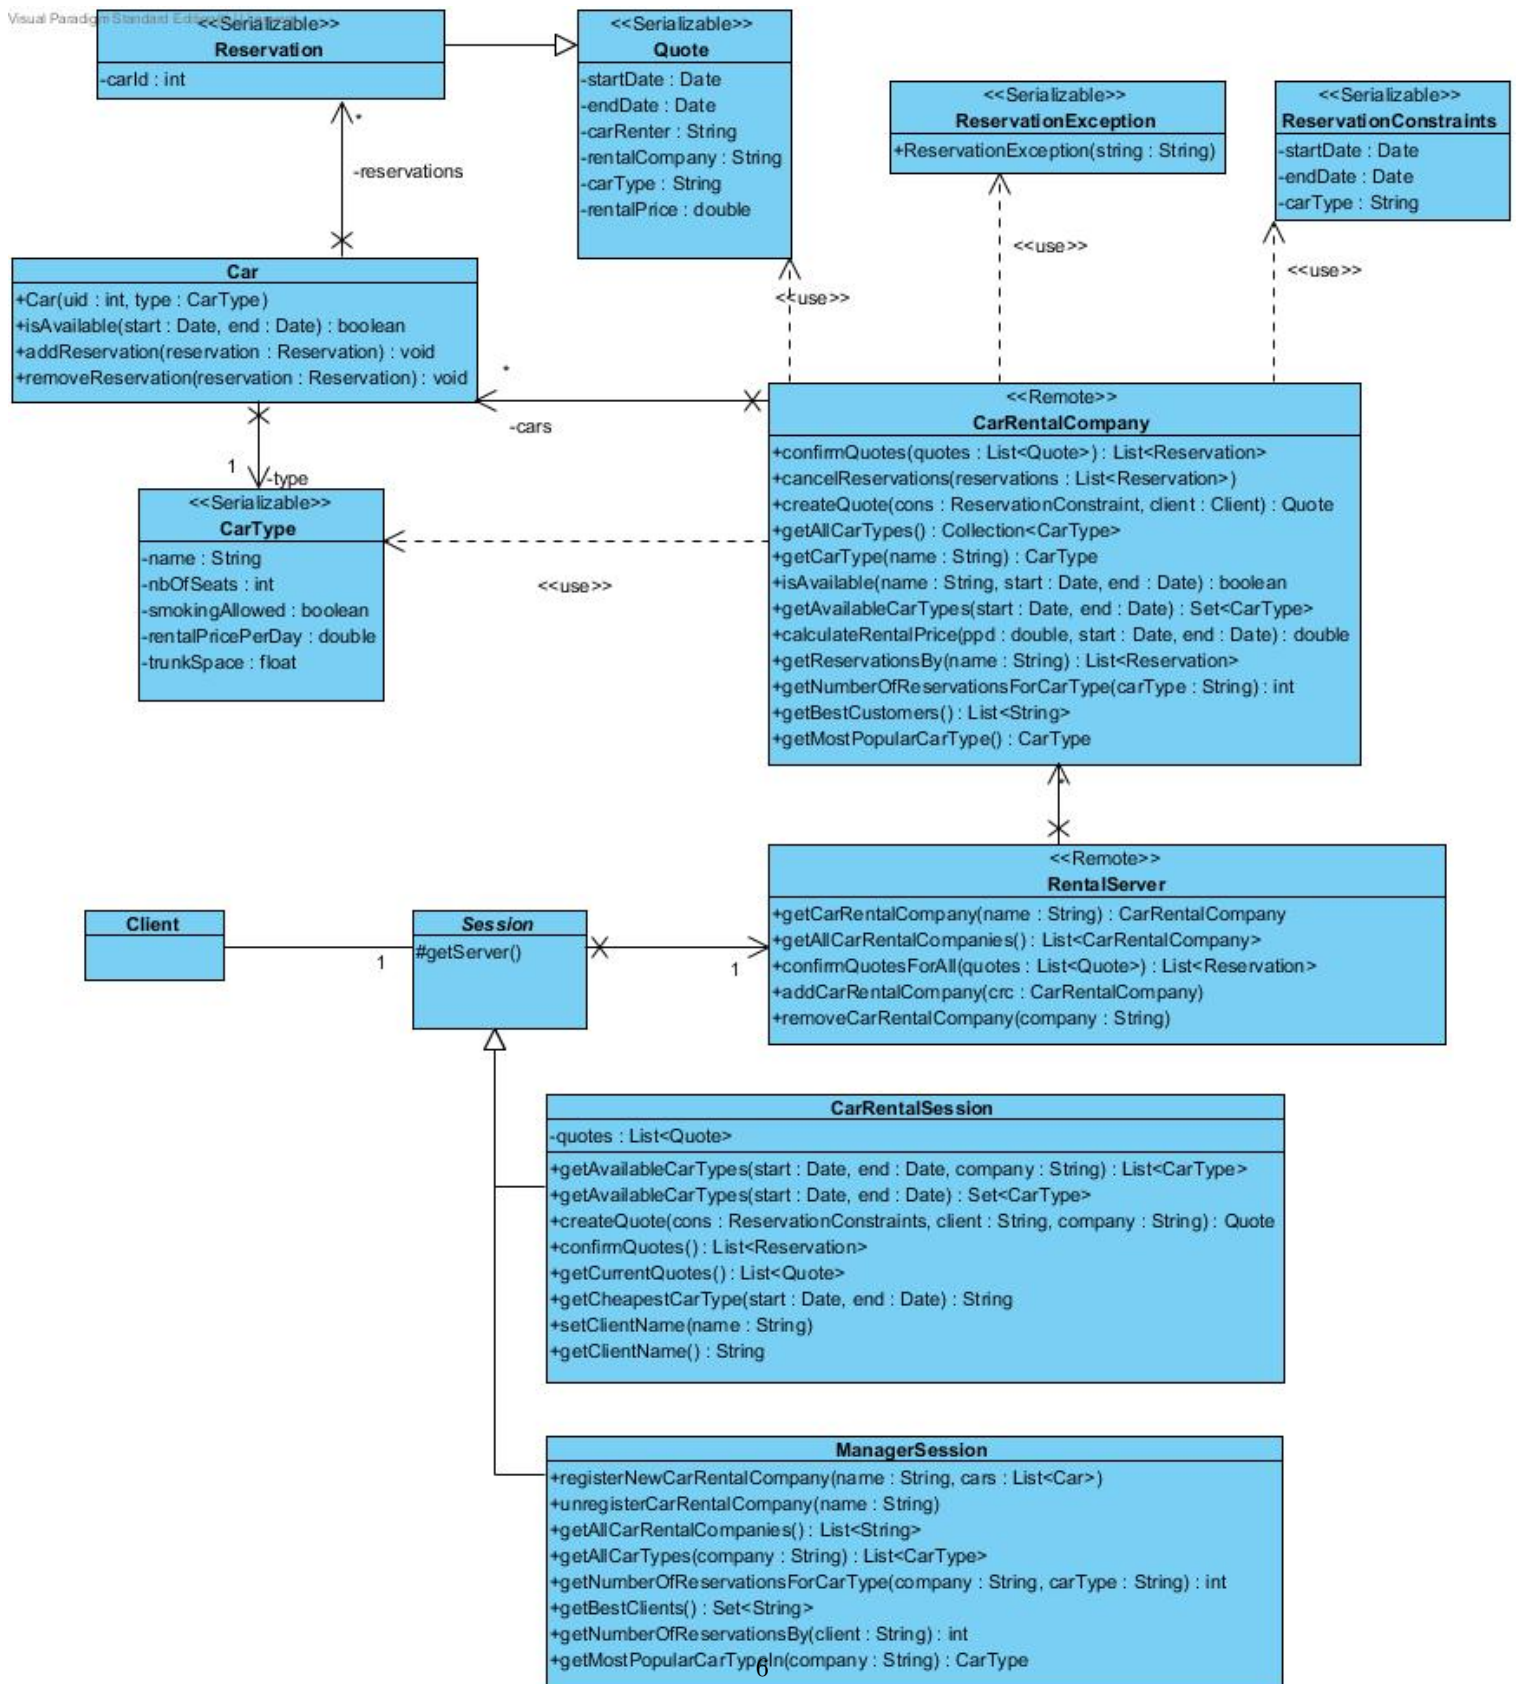 Visual Paradigm Standard
<<Serializable>>
Reservation
-carId : int
<<Serializable>>
Quote
-startDate : Date
-endDate : Date
-carRenter : String
-rentalCompany : String
-carType : String
-rentalPrice : double
<<Serializable>>
ReservationException
+ReservationException(string : String)
<<Serializable>>
ReservationConstraints
-startDate : Date
-endDate : Date
-carType : String
*
-reservations
<<use>>
<<use>>
<<use>>
Car
+Car(uid : int, type : CarType)
+isAvailable(start : Date, end : Date) : boolean
+addReservation(reservation : Reservation) : void
+removeReservation(reservation : Reservation) : void
*
-cars
1
-type
<<Serializable>>
CarType
-name : String
-nbOfSeats : int
-smokingAllowed : boolean
-rentalPricePerDay : double
-trunkSpace : float
<<use>>
<<Remote>>
CarRentalCompany
+confirmQuotes(quotes : List<Quote>) : List<Reservation>
+cancelReservations(reservations : List<Reservation>)
+createQuote(cons : ReservationConstraint, client : Client) : Quote
+getAllCarTypes() : Collection<CarType>
+getCarType(name : String) : CarType
+isAvailable(name : String, start : Date, end : Date) : boolean
+getAvailableCarTypes(start : Date, end : Date) : Set<CarType>
+calculateRentalPrice(ppd : double, start : Date, end : Date) : double
+getReservationsBy(name : String) : List<Reservation>
+getNumberOfReservationsForCarType(carType : String) : int
+getBestCustomers() : List<String>
+getMostPopularCarType() : CarType
*
<<Remote>>
RentalServer
+getCarRentalCompany(name : String) : CarRentalCompany
+getAllCarRentalCompanies() : List<CarRentalCompany>
+confirmQuotesForAll(quotes : List<Quote>) : List<Reservation>
+addCarRentalCompany(crc : CarRentalCompany)
+removeCarRentalCompany(company : String)
Client
1
Session
#getServer()
1
CarRentalSession
-quotes : List<Quote>
+getAvailableCarTypes(start : Date, end : Date, company : String) : List<CarType>
+getAvailableCarTypes(start : Date, end : Date) : Set<CarType>
+createQuote(cons : ReservationConstraints, client : String, company : String) : Quote
+confirmQuotes() : List<Reservation>
+getCurrentQuotes() : List<Quote>
+getCheapestCarType(start : Date, end : Date) : String
+setClientName(name : String)
+getClientName() : String
ManagerSession
+registerNewCarRentalCompany(name : String, cars : List<Car>)
+unregisterCarRentalCompany(name : String)
+getAllCarRentalCompanies() : List<String>
+getAllCarTypes(company : String) : List<CarType>
+getNumberOfReservationsForCarType(company : String, carType : String) : int
+getBestClients() : Set<String>
+getNumberOfReservationsBy(client : String) : int
+getMostPopularCarTypeIn(company : String) : CarType
6